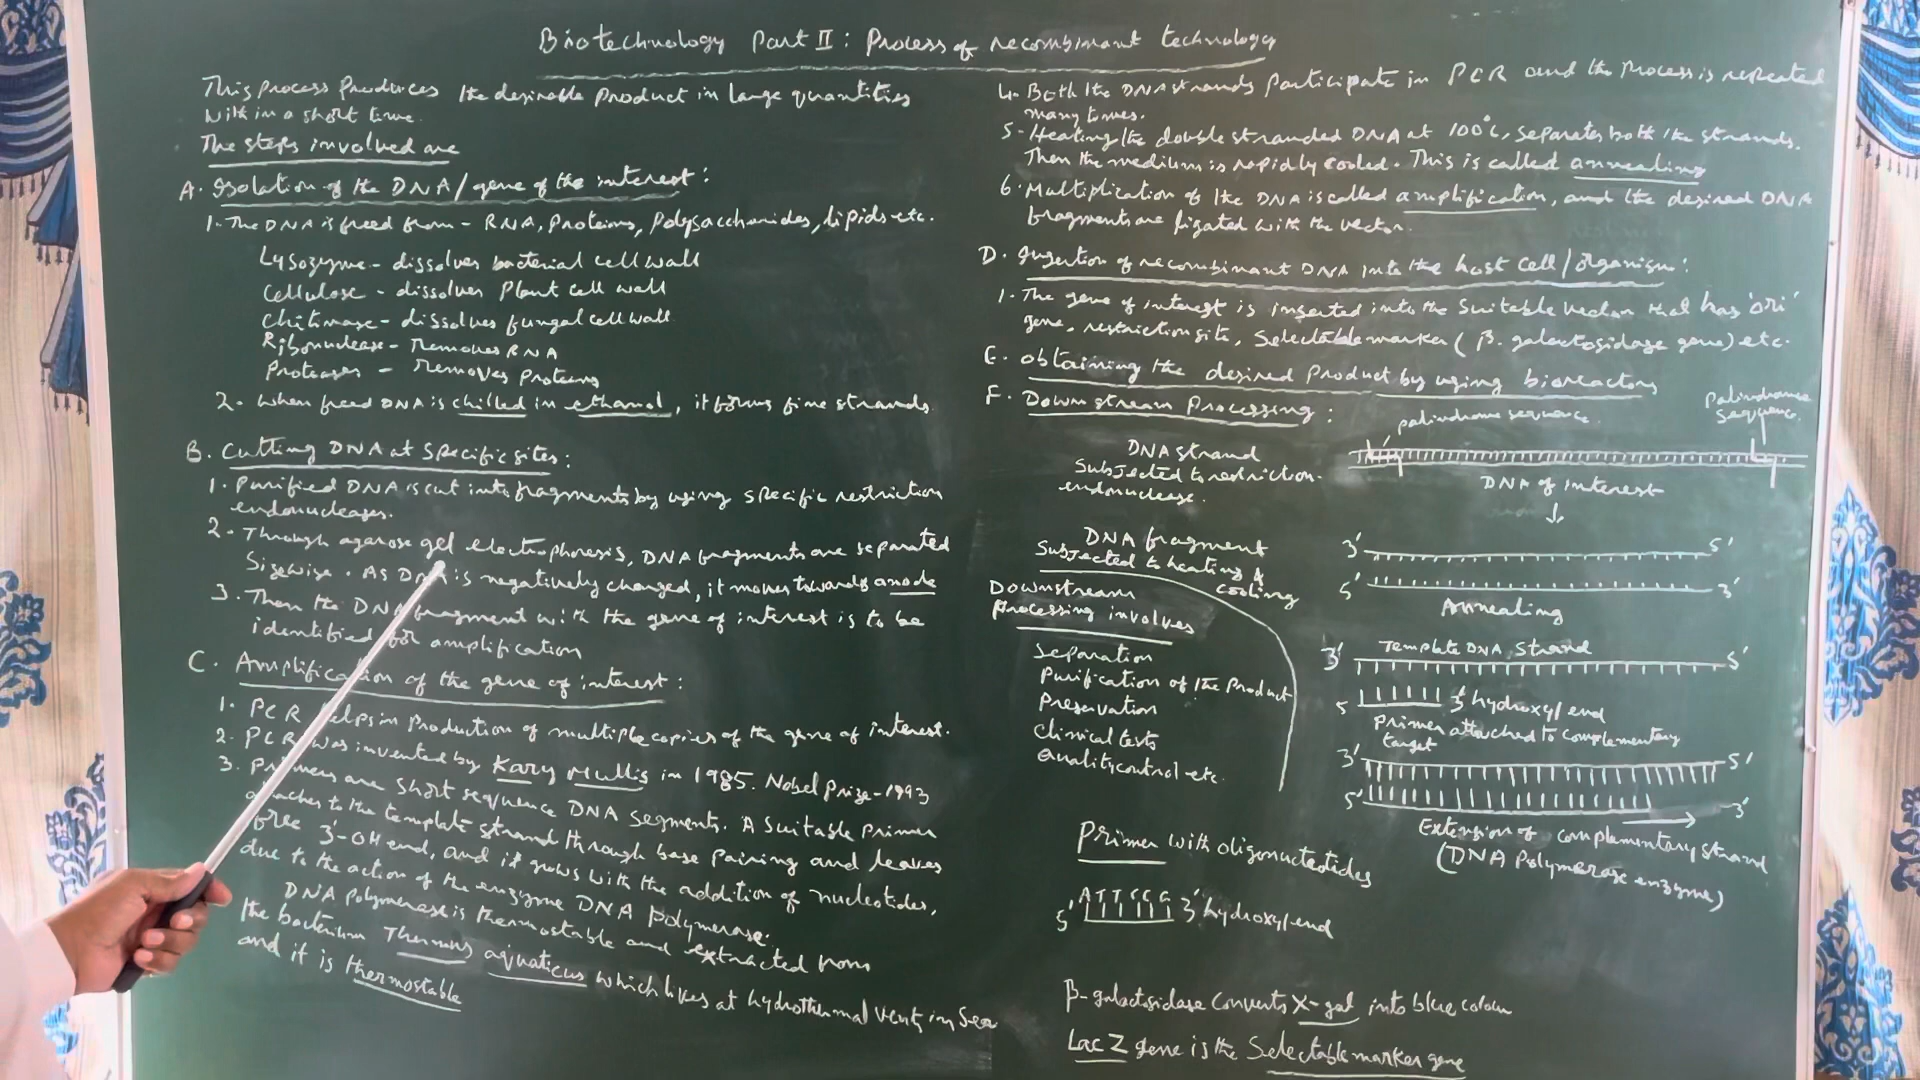 Biotechnology Part II : Process of recombinant technology
This process produces the desirable product in large quantities
with in a short time.
The steps involved are
A. Isolation of the DNA/gene of the interest :
1. The DNA is freed from - RNA, Proteins, Polysaccharides, lipids etc.
Lysozyme - dissolves bacterial cell wall
Cellulose - dissolves Plant cell wall
Chitinase - dissolves fungal cell wall
Ribonuclease - removes RNA
Proteases - removes proteins
2. When freed DNA is chilled in ethanol, it forms fine strands.
B. Cutting DNA at specific sites :
1. Purified DNA is cut into fragments by using specific restriction
endonucleases.
2. Through agarose gel electrophoresis, DNA fragments are separated
Sizewise. As DNA is negatively charged, it moves towards anode
3. Then the DNA fragment with the gene of interest is to be
identified for amplification
C. Amplification of the gene of interest :
1. PCR helps in production of multiple copies of the gene of interest.
2. PCR was invented by Kary Mullis in 1985. Nobel prize - 1993
3. Primers are short sequence DNA segments. A suitable primer
attaches to the template strand through base pairing and leaves
free 3'-OH end, and it grows with the addition of nucleotides,
due to the action of the enzyme DNA polymerase.
DNA polymerase is thermostable and extracted from
the bacterium Thermus aquaticus which lives at hydrothermal vents in sea
and it is thermostable
4. Both the DNA strands participate in PCR and the process is repeated
many times.
5. Heating the double stranded DNA at 100°C, separates both the strands.
Then the medium is rapidly cooled. This is called annealing
6. Multiplication of the DNA is called amplification, and the desired DNA
fragments are ligated with the vector.
D. Insertion of recombinant DNA into the host cell/organism :
1. The gene of interest is inserted into the suitable vector that has 'ori'
gene, restriction site, selectable marker (β. galactosidase gene) etc.
E. obtaining the desired product by using bioreactors
F. Downstream Processing :
palindrome sequence
palindrome
sequence
DNA strand
subjected to restriction
endonuclease.
DNA of interest
DNA fragment
subjected to heating &
cooling
3' 5'
5' 3'
Annealing
Downstream
processing involves
Separation
Purification of the product
Preservation
Clinical tests
Quality control etc.
Template DNA strand
3' 5'
5 3' hydroxyl end
Primer attached to complementary
target
3' 5'
5' 3'
Extension of complementary strand
(DNA polymerase enzyme)
Primer with oligonucleotides
ATTCCG
5' 3' hydroxyl end
β-galactosidase converts X-gal into blue colour
Lac Z gene is the selectable marker gene